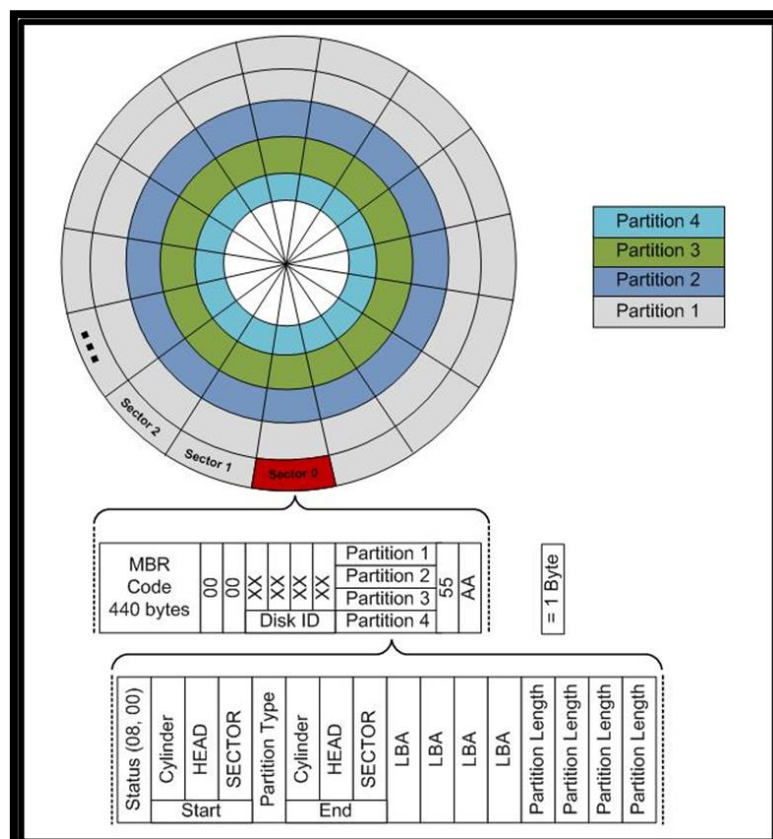 Partition 4
Partition 3
Partition 2
Partition 1
Sector 2
Sector 1
Sector 0
MBR
Code
440 bytes
00
00
XX
XX
XX
XX
Disk ID
Partition 1
Partition 2
Partition 3
Partition 4
55
AA
= 1 Byte
Status (08, 00)
Cylinder
HEAD
SECTOR
Start
Partition Type
Cylinder
HEAD
SECTOR
End
LBA
LBA
LBA
LBA
Partition Length
Partition Length
Partition Length
Partition Length